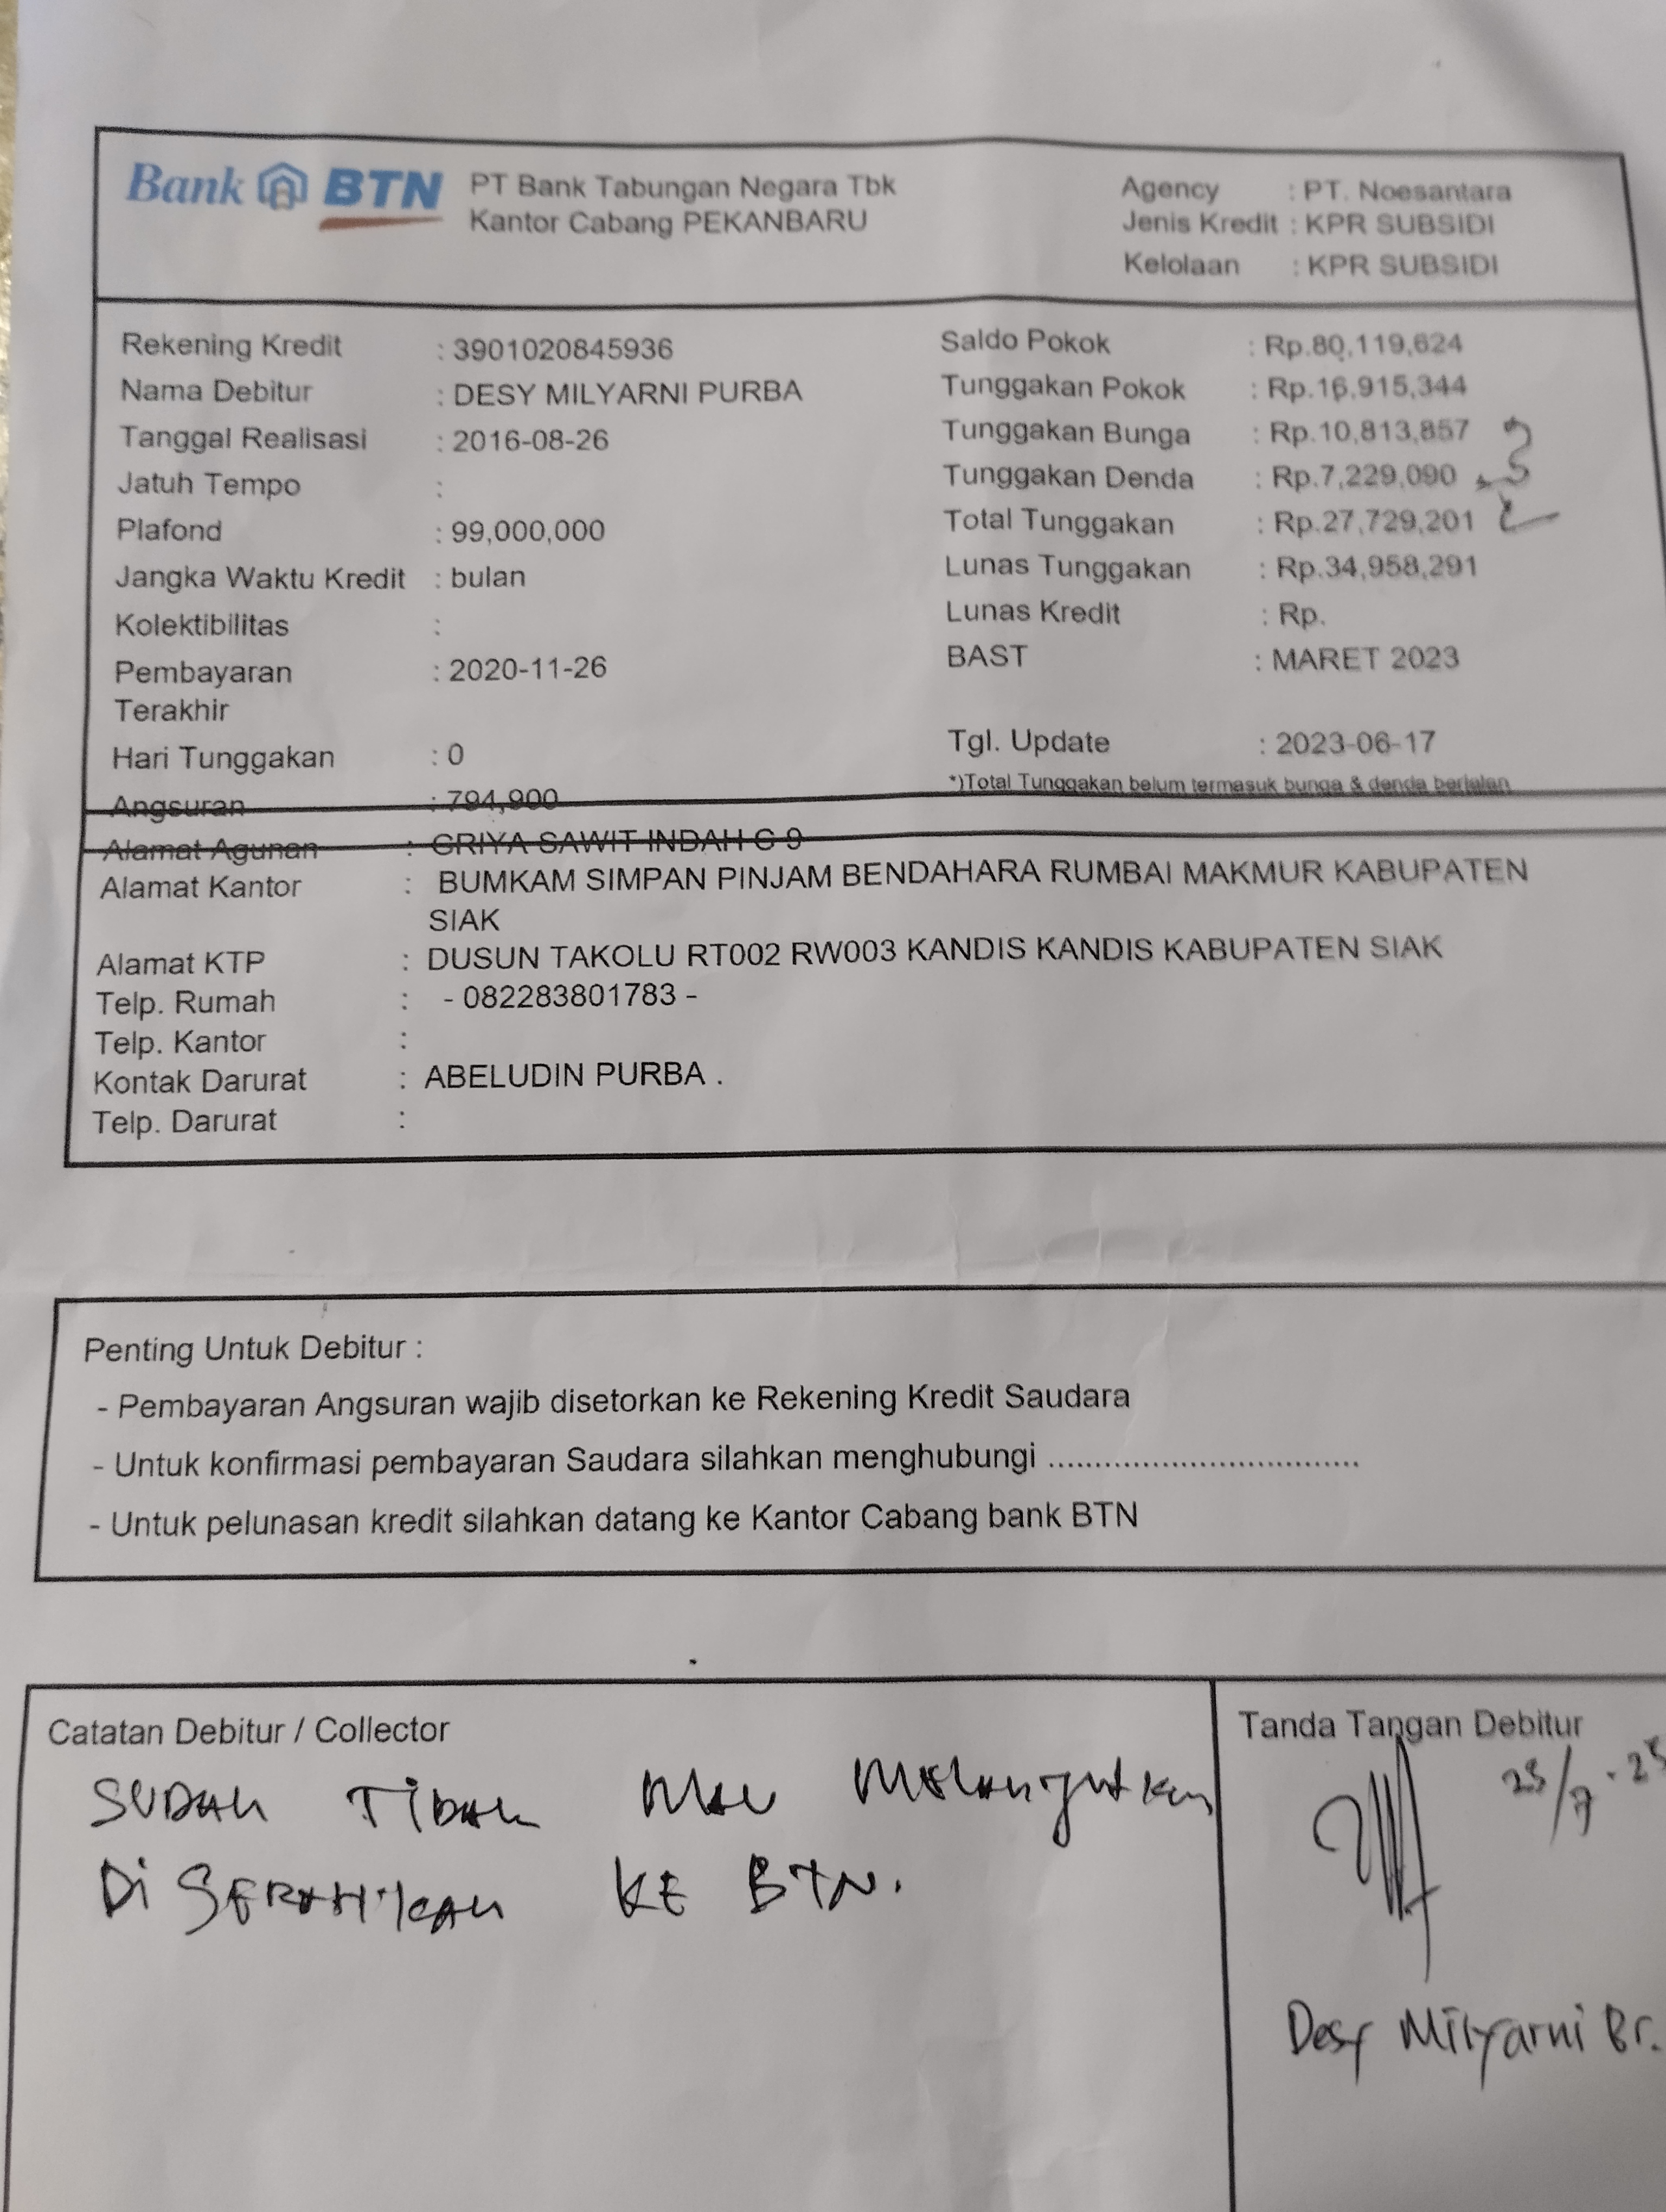 Bank BTN PT Bank Tabungan Negara Tbk
Kantor Cabang PEKANBARU
Agency : PT. Noesantara
Jenis Kredit : KPR SUBSIDI
Kelolaan : KPR SUBSIDI
Rekening Kredit : 3901020845936
Nama Debitur : DESY MILYARNI PURBA
Tanggal Realisasi : 2016-08-26
Jatuh Tempo :
Plafond : 99,000,000
Jangka Waktu Kredit : bulan
Kolektibilitas :
Pembayaran : 2020-11-26
Terakhir
Hari Tunggakan : 0
Angsuran : 794,900
Saldo Pokok : Rp.80,119,624
Tunggakan Pokok : Rp.16,915,344
Tunggakan Bunga : Rp.10,813,857
Tunggakan Denda : Rp.7,229,090
Total Tunggakan : Rp.27,729,201
Lunas Tunggakan : Rp.34,958,291
Lunas Kredit : Rp.
BAST : MARET 2023
Tgl. Update : 2023-06-17
*)Total Tunggakan belum termasuk bunga & denda berjalan
Alamat Agunan : GRIYA SAWIT INDAH 9
Alamat Kantor : BUMKAM SIMPAN PINJAM BENDAHARA RUMBAI MAKMUR KABUPATEN
SIAK
Alamat KTP : DUSUN TAKOLU RT002 RW003 KANDIS KANDIS KABUPATEN SIAK
Telp. Rumah : - 082283801783 -
Telp. Kantor :
Kontak Darurat : ABELUDIN PURBA .
Telp. Darurat :
Penting Untuk Debitur :
- Pembayaran Angsuran wajib disetorkan ke Rekening Kredit Saudara
- Untuk konfirmasi pembayaran Saudara silahkan menghubungi ..................................
- Untuk pelunasan kredit silahkan datang ke Kantor Cabang bank BTN
Catatan Debitur / Collector
SUDAH TIDAK MAU Melanjutkan
Di SERAHKAN KE BTN.
Tanda Tangan Debitur
Desy Milyarni Br.